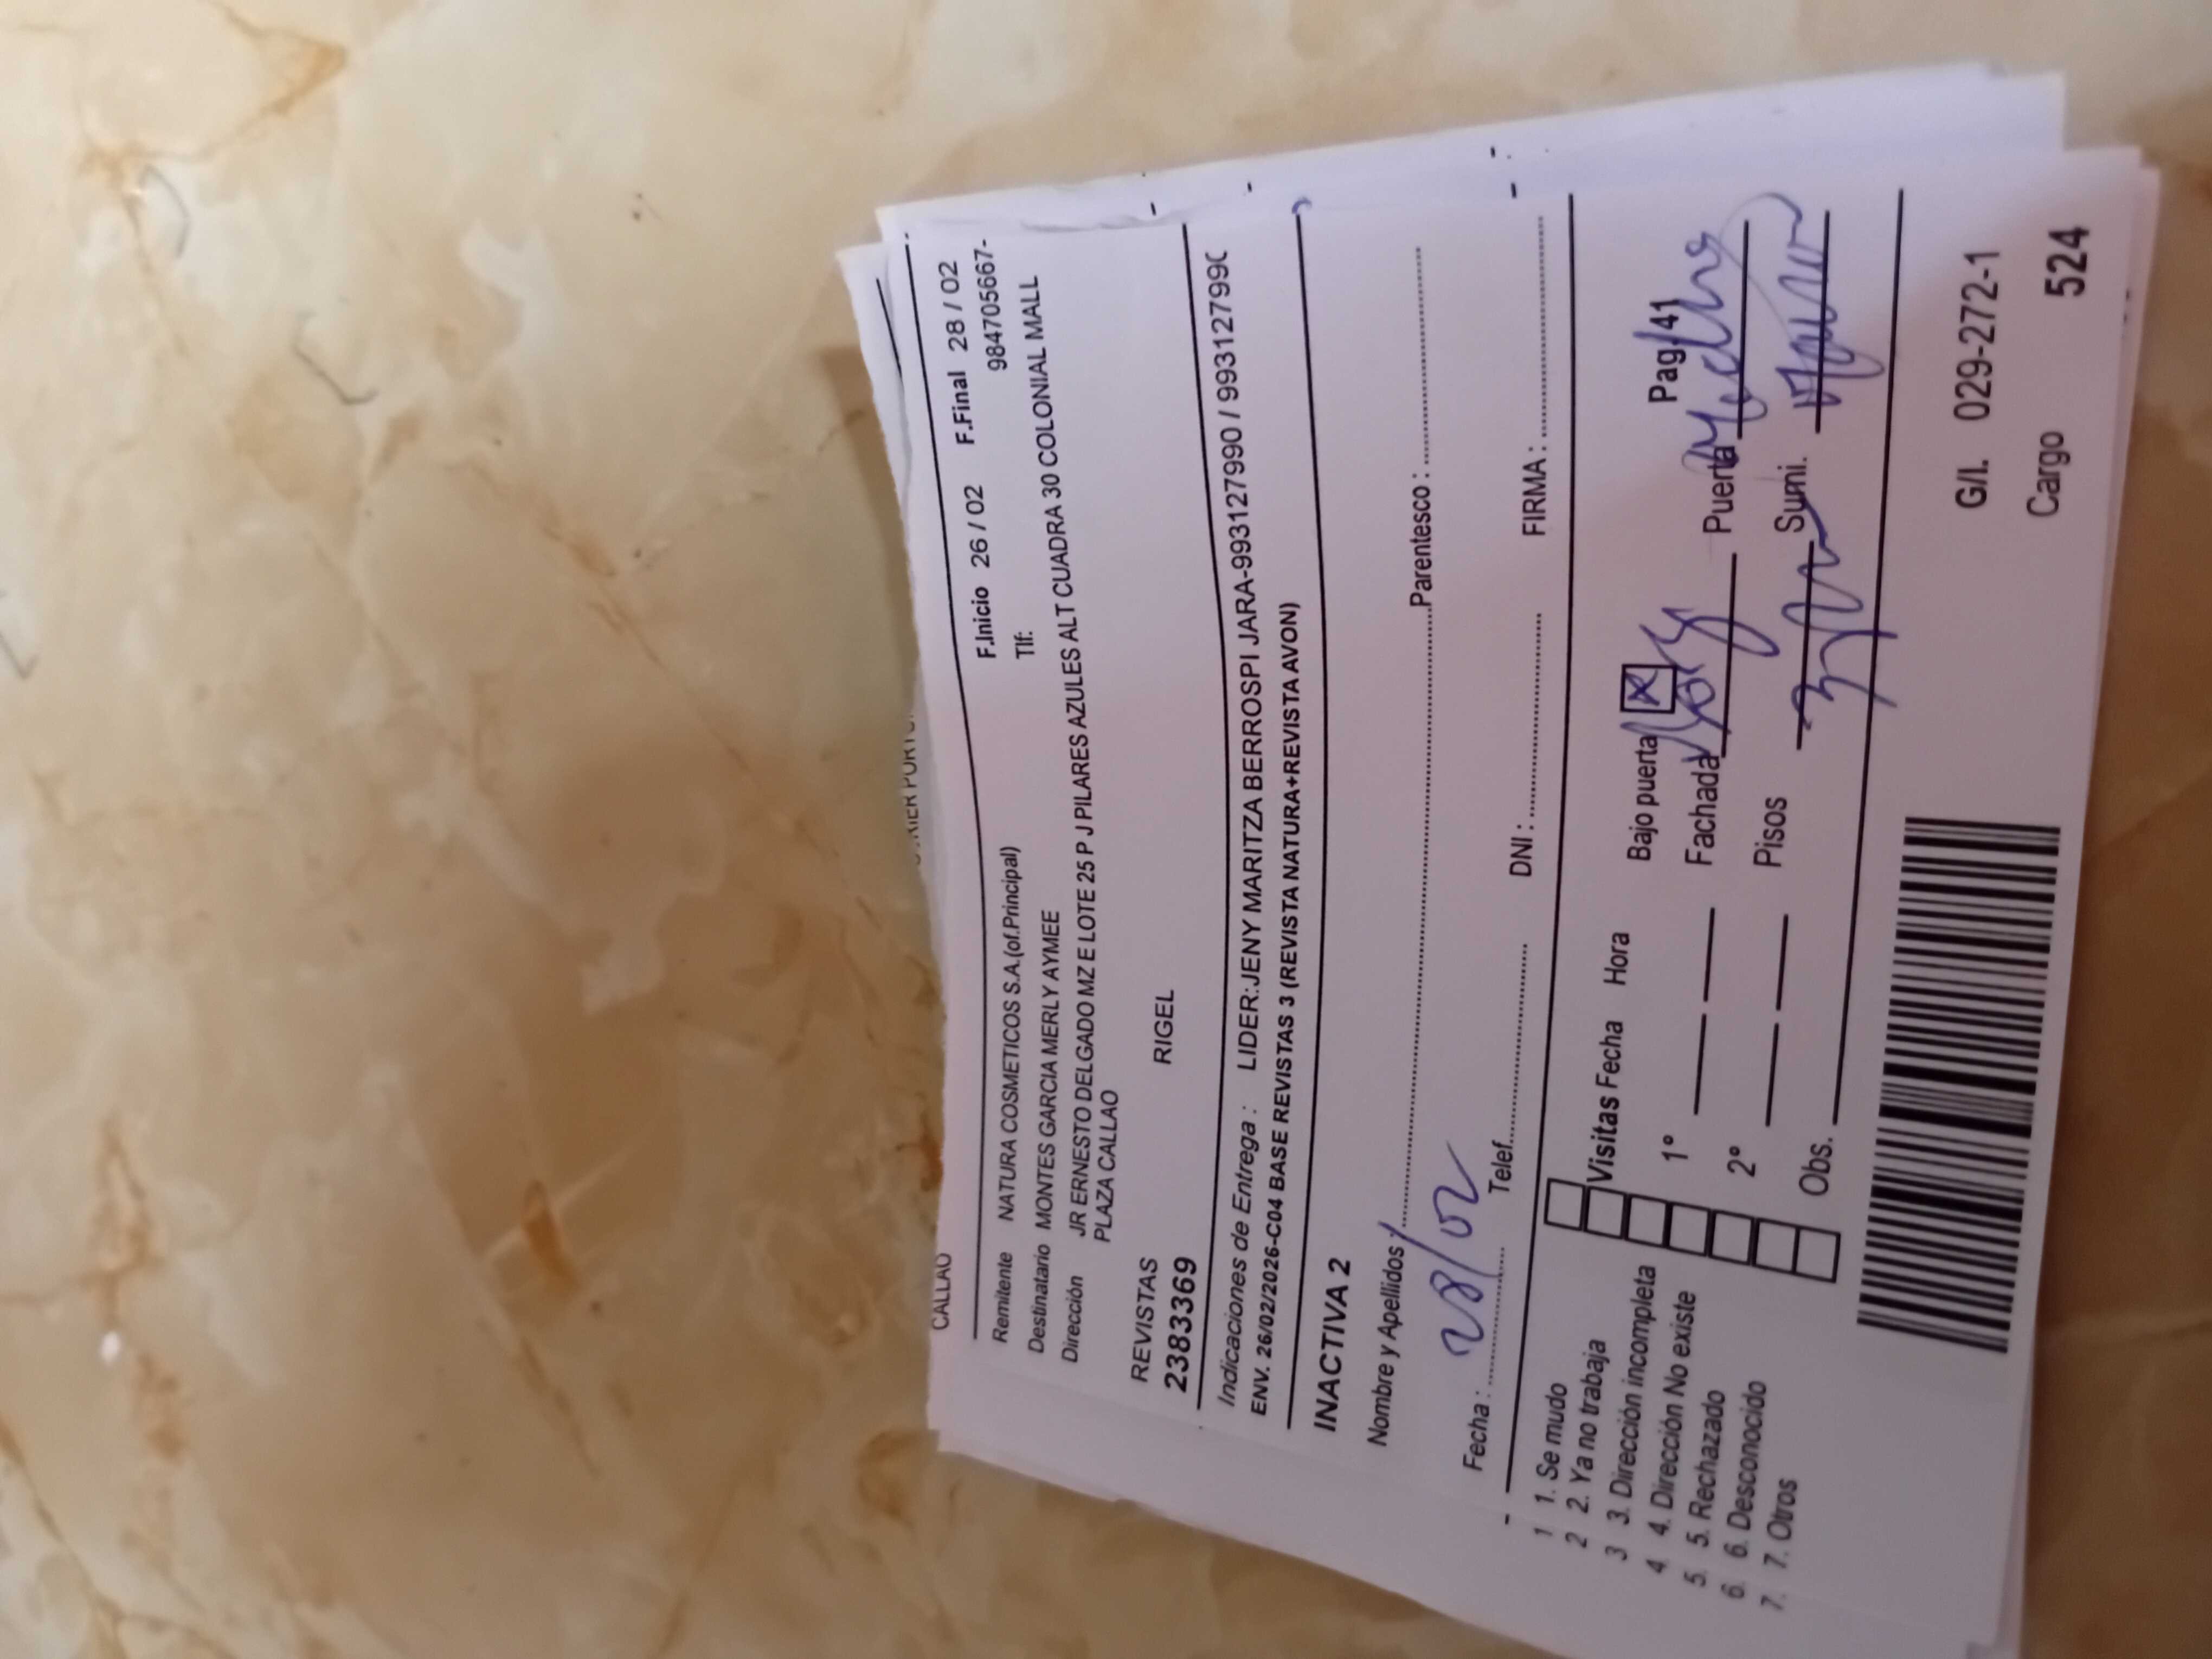 CALLAO
F.Inicio 26 / 02 F.Final 28 / 02
Remitente NATURA COSMETICOS S.A.(of.Principal) Tlf: 984705667-
Destinatario MONTES GARCIA MERLY AYMEE
Dirección JR ERNESTO DELGADO MZ E LOTE 25 P J PILARES AZULES ALT CUADRA 30 COLONIAL MALL
PLAZA CALLAO
REVISTAS
2383369 RIGEL
Indicaciones de Entrega : LIDER:JENY MARITZA BERROSPI JARA-993127990 / 99312799
ENV. 26/02/2026-C04 BASE REVISTAS 3 (REVISTA NATURA+REVISTA AVON)
INACTIVA 2
Nombre y Apellidos Parentesco :
Fecha : 28/02 Telef. DNI : FIRMA :
1 1. Se mudo
2 2. Ya no trabaja
3 3. Dirección incompleta
4 4. Dirección No existe
5. 5. Rechazado
6. 6. Desconocido
7. 7. Otros
Visitas Fecha Hora Bajo puerta Pag. 41
1º Fachada Puerta
2º Pisos Sumi.
Obs.
G/I. 029-272-1
Cargo 524